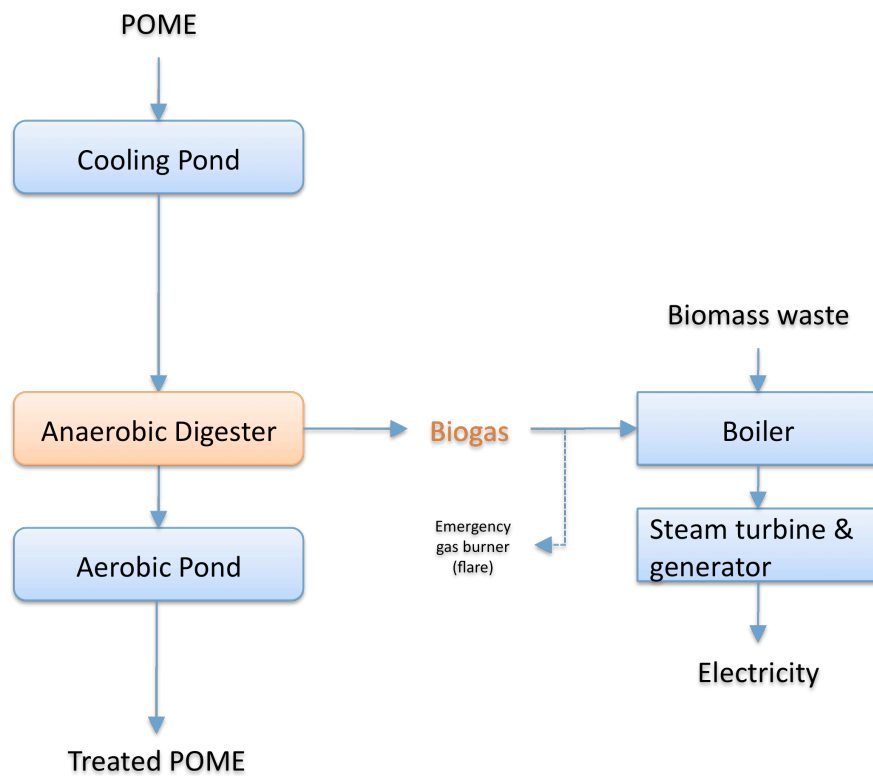 POME
Cooling Pond
Biomass waste
Anaerobic Digester
Biogas
Boiler
Emergency
gas burner
(flare)
Steam turbine &
generator
Aerobic Pond
Electricity
Treated POME